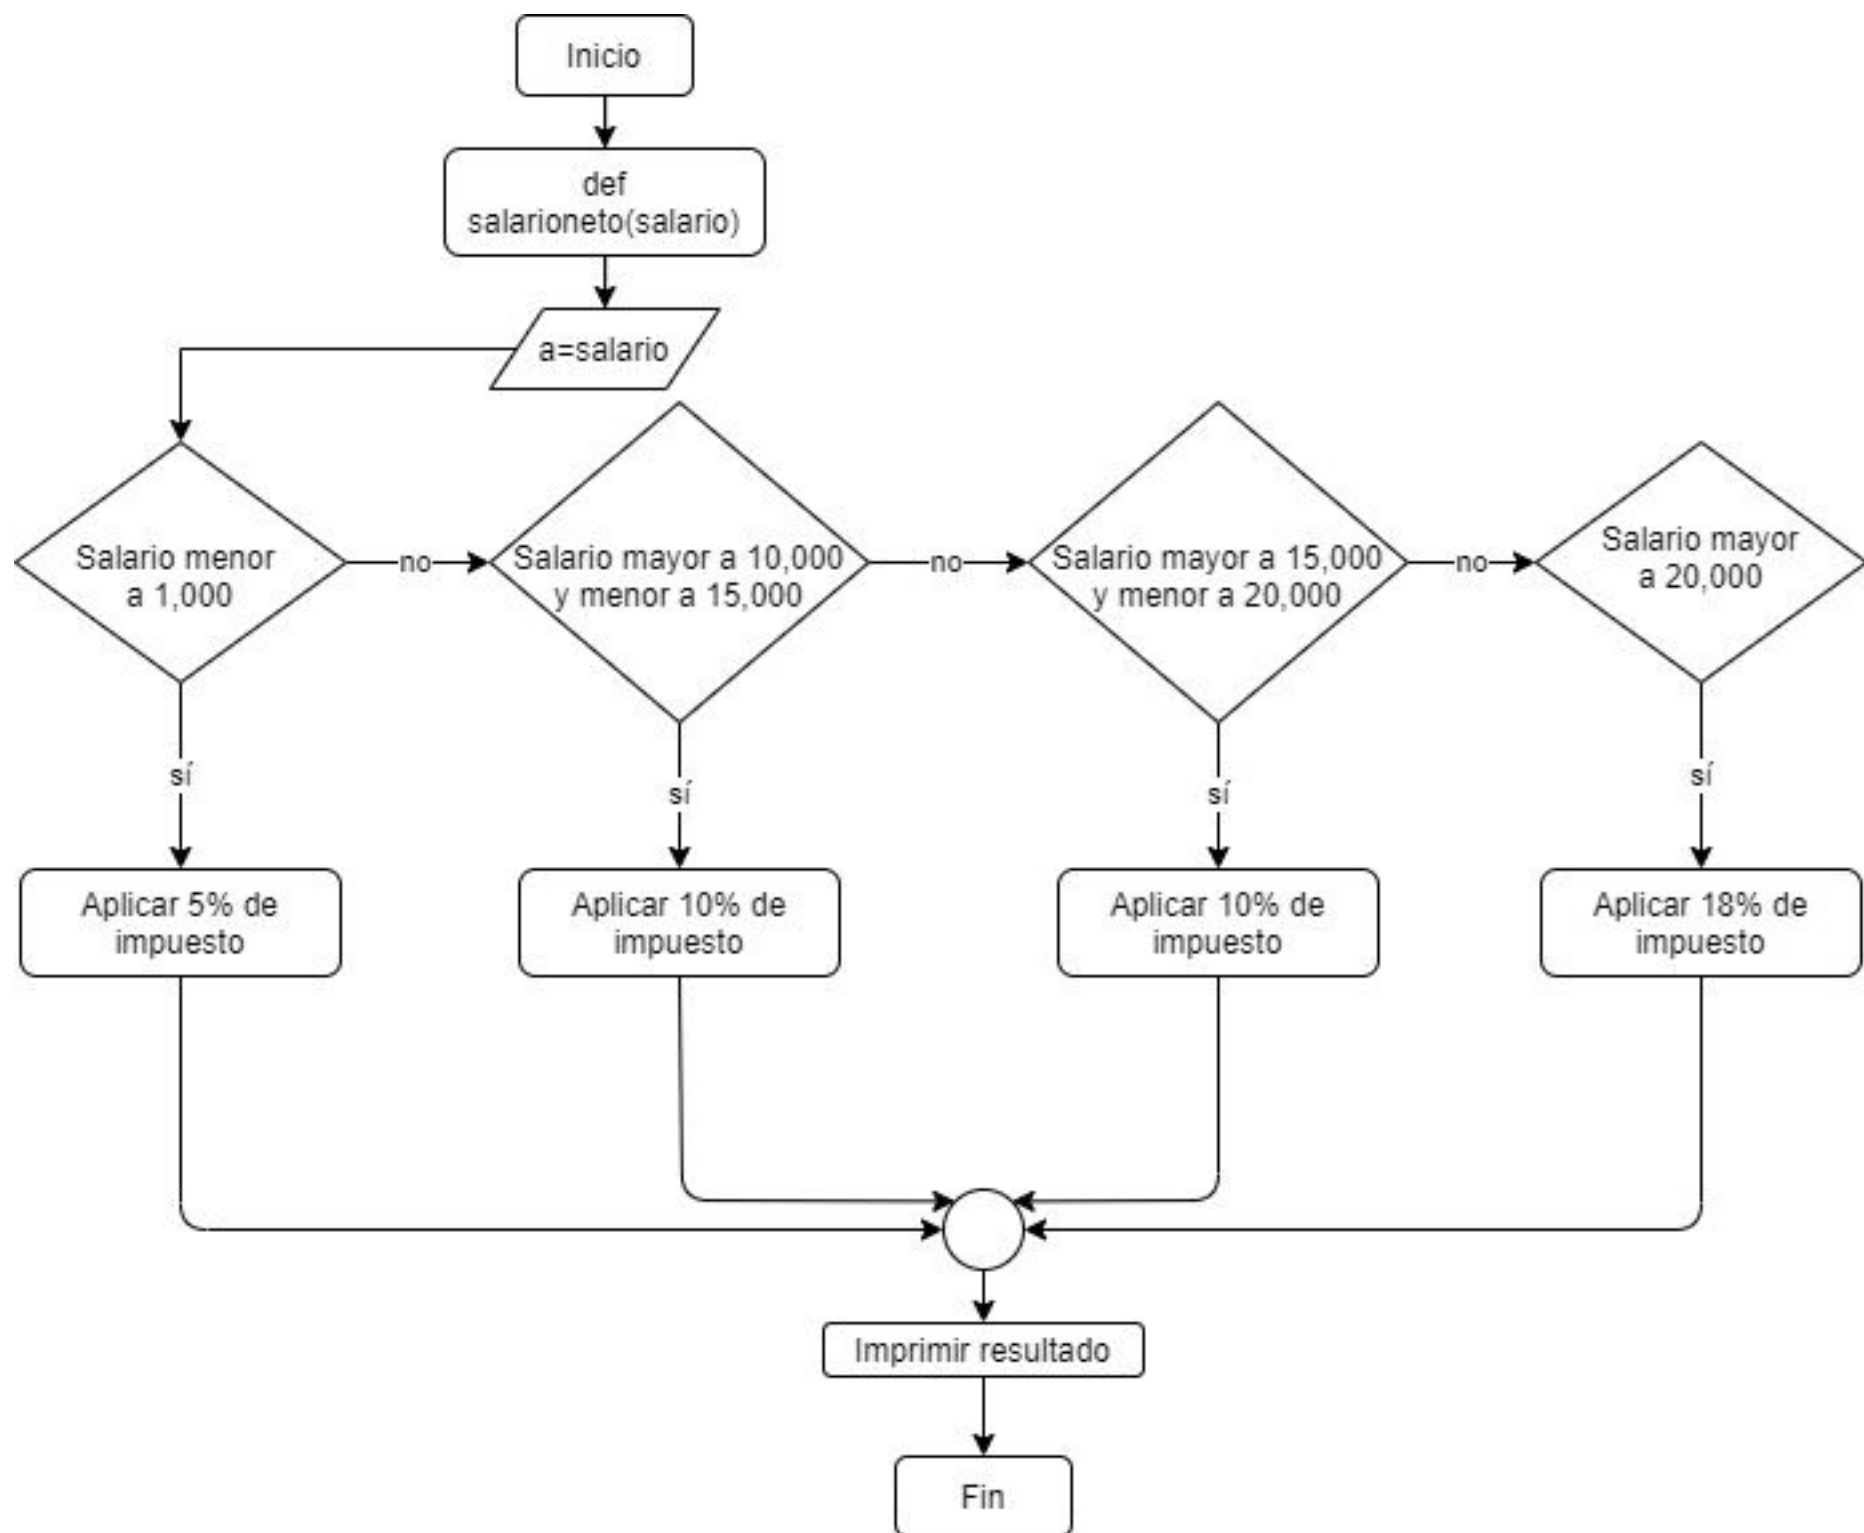 Inicio
def
salarioneto(salario)
a=salario
Salario menor
a 1,000
no
Salario mayor a 10,000
y menor a 15,000
no
Salario mayor a 15,000
y menor a 20,000
no
Salario mayor
a 20,000
sí
sí
sí
sí
Aplicar 5% de
impuesto
Aplicar 10% de
impuesto
Aplicar 10% de
impuesto
Aplicar 18% de
impuesto
Imprimir resultado
Fin